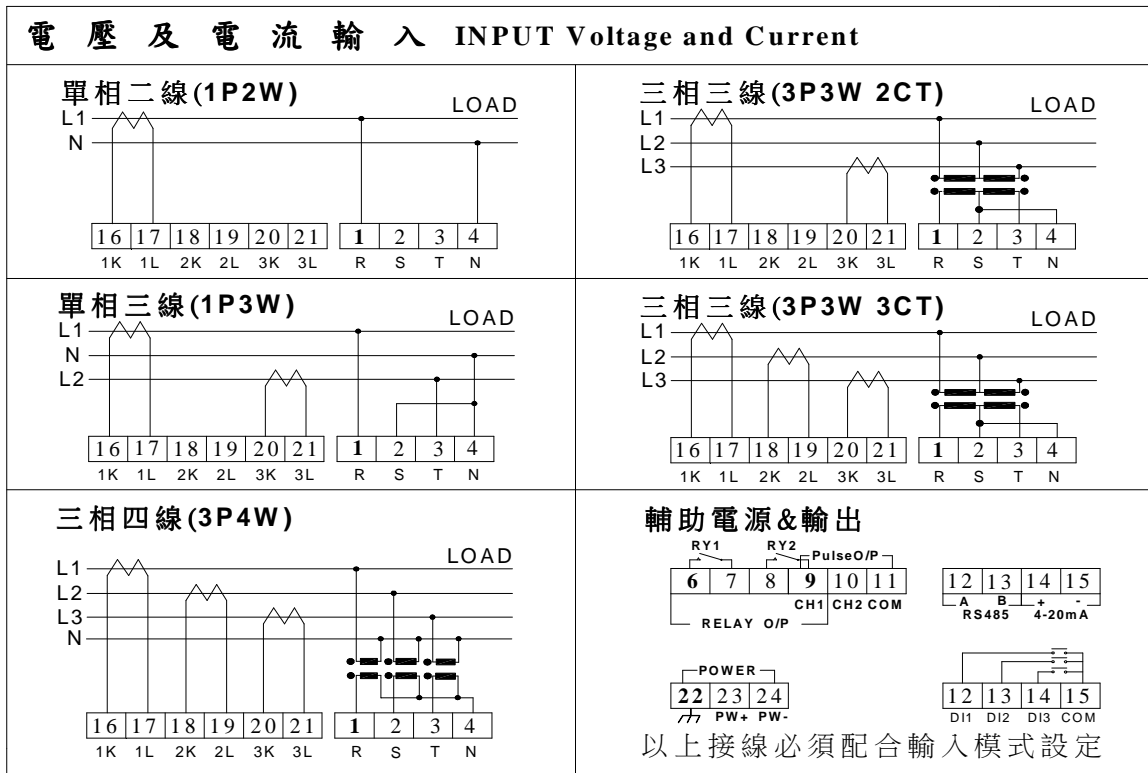 電壓及電流輸入 INPUT Voltage and Current
單相二線(1P2W)
LOAD
L1
N
16 17 18 19 20 21 1 2 3 4
1K 1L 2K 2L 3K 3L R S T N
三相三線(3P3W 2CT)
LOAD
L1
L2
L3
16 17 18 19 20 21 1 2 3 4
1K 1L 2K 2L 3K 3L R S T N
單相三線(1P3W)
LOAD
L1
N
L2
16 17 18 19 20 21 1 2 3 4
1K 1L 2K 2L 3K 3L R S T N
三相三線(3P3W 3CT)
LOAD
L1
L2
L3
16 17 18 19 20 21 1 2 3 4
1K 1L 2K 2L 3K 3L R S T N
三相四線(3P4W)
LOAD
L1
L2
L3
N
16 17 18 19 20 21 1 2 3 4
1K 1L 2K 2L 3K 3L R S T N
輔助電源&輸出
RY1 RY2 PulseO/P
6 7 8 9 10 11
CH1 CH2 COM
RELAY O/P
12 13 14 15
A B + -
RS485 4-20mA
POWER
22 23 24
PW+ PW-
12 13 14 15
DI1 DI2 DI3 COM
以上接線必須配合輸入模式設定